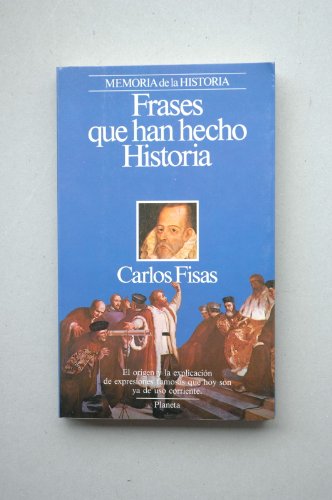 MEMORIA de la HISTORIA
Frases
que han hecho
Historia
Carlos Fisas
El origen y la explicación
de expresiones famosas que hoy son
ya de uso corriente.
Planeta